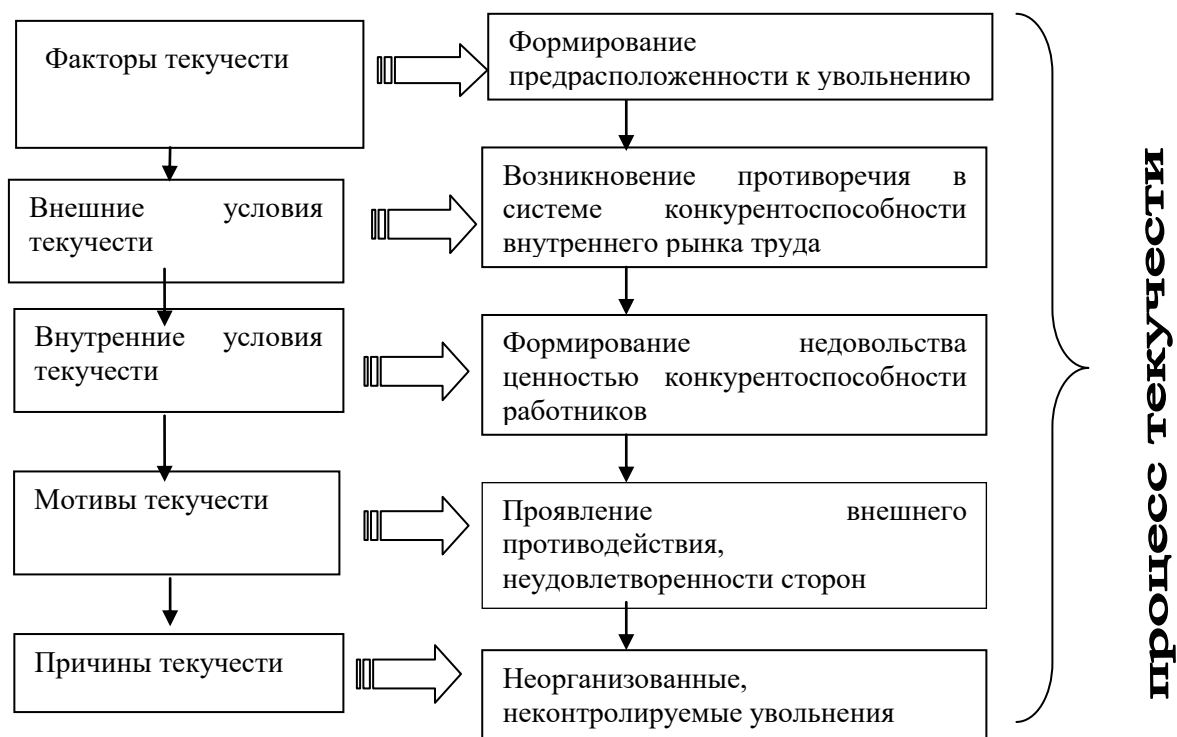 Факторы текучести
Формирование
предрасположенности к увольнению
Внешние условия
текучести
Возникновение противоречия в
системе конкурентоспособности
внутреннего рынка труда
Внутренние условия
текучести
Формирование недовольства
ценностью конкурентоспособности
работников
Мотивы текучести
Проявление внешнего
противодействия,
неудовлетворенности сторон
Причины текучести
Неорганизованные,
неконтролируемые увольнения
процесс текучести